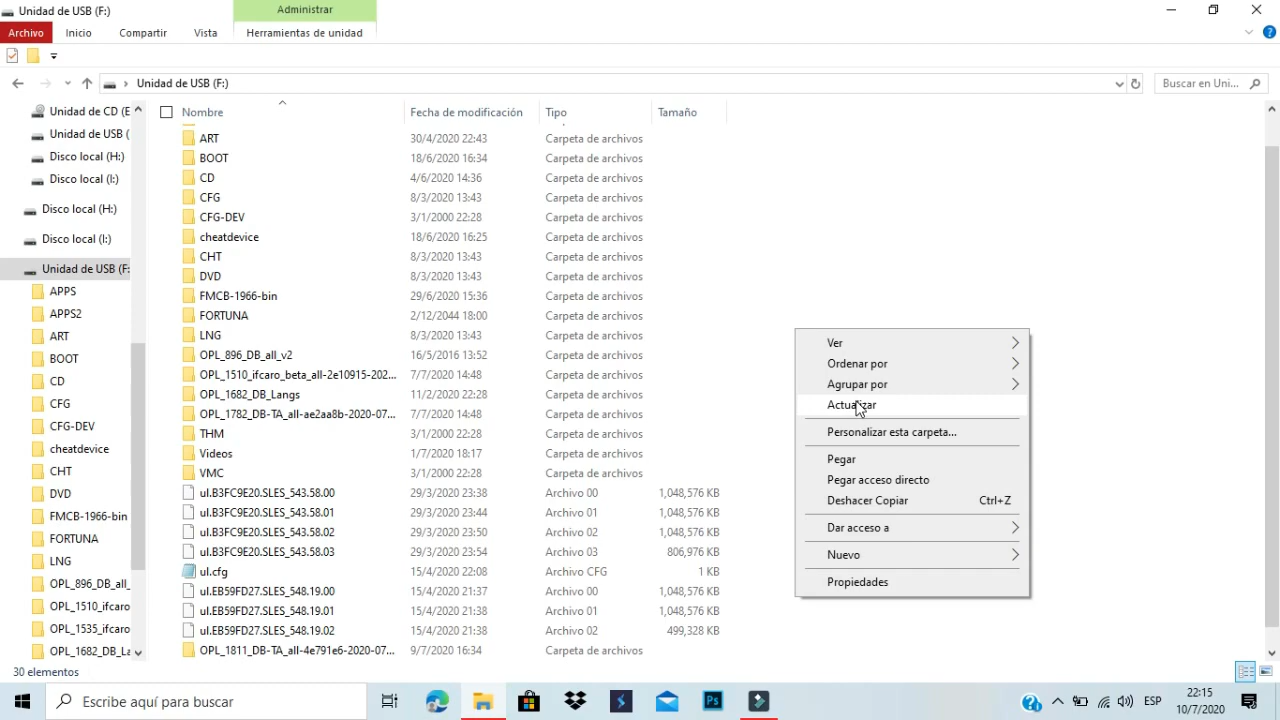 Unidad de USB (F:)
Administrar
Archivo
Inicio
Compartir
Vista
Herramientas de unidad
Unidad de USB (F:)
Buscar en Uni...
Unidad de CD (E
Unidad de USB (
Disco local (H:)
Disco local (I:)
Disco local (H:)
Disco local (I:)
Unidad de USB (F:
APPS
APPS2
ART
BOOT
CD
CFG
CFG-DEV
cheatdevice
CHT
DVD
FMCB-1966-bin
FORTUNA
LNG
OPL_896_DB_all_
OPL_1510_ifcaro
OPL_1535_ifcaro
OPL_1682_DB_La
Nombre Fecha de modificación Tipo Tamaño
ART 30/4/2020 22:43 Carpeta de archivos
BOOT 18/6/2020 16:34 Carpeta de archivos
CD 4/6/2020 14:36 Carpeta de archivos
CFG 8/3/2020 13:43 Carpeta de archivos
CFG-DEV 3/1/2000 22:28 Carpeta de archivos
cheatdevice 18/6/2020 16:25 Carpeta de archivos
CHT 8/3/2020 13:43 Carpeta de archivos
DVD 8/3/2020 13:43 Carpeta de archivos
FMCB-1966-bin 29/6/2020 15:36 Carpeta de archivos
FORTUNA 2/12/2044 18:00 Carpeta de archivos
LNG 8/3/2020 13:43 Carpeta de archivos
OPL_896_DB_all_v2 16/5/2016 13:52 Carpeta de archivos
OPL_1510_ifcaro_beta_all-2e10915-202... 7/7/2020 14:48 Carpeta de archivos
OPL_1682_DB_Langs 11/2/2020 22:28 Carpeta de archivos
OPL_1782_DB-TA_all-ae2aa8b-2020-07... 7/7/2020 14:48 Carpeta de archivos
THM 3/1/2000 22:28 Carpeta de archivos
Videos 1/7/2020 18:17 Carpeta de archivos
VMC 3/1/2000 22:28 Carpeta de archivos
ul.B3FC9E20.SLES_543.58.00 29/3/2020 23:38 Archivo 00 1,048,576 KB
ul.B3FC9E20.SLES_543.58.01 29/3/2020 23:44 Archivo 01 1,048,576 KB
ul.B3FC9E20.SLES_543.58.02 29/3/2020 23:50 Archivo 02 1,048,576 KB
ul.B3FC9E20.SLES_543.58.03 29/3/2020 23:54 Archivo 03 806,976 KB
ul.cfg 15/4/2020 22:08 Archivo CFG 1 KB
ul.EB59FD27.SLES_548.19.00 15/4/2020 21:37 Archivo 00 1,048,576 KB
ul.EB59FD27.SLES_548.19.01 15/4/2020 21:38 Archivo 01 1,048,576 KB
ul.EB59FD27.SLES_548.19.02 15/4/2020 21:38 Archivo 02 499,328 KB
OPL_1811_DB-TA_all-4e791e6-2020-07... 9/7/2020 16:34 Carpeta de archivos
Ver
Ordenar por
Agrupar por
Actualizar
Personalizar esta carpeta...
Pegar
Pegar acceso directo
Deshacer Copiar Ctrl+Z
Dar acceso a
Nuevo
Propiedades
30 elementos
Escribe aquí para buscar
Ps
ESP
22:15
10/7/2020